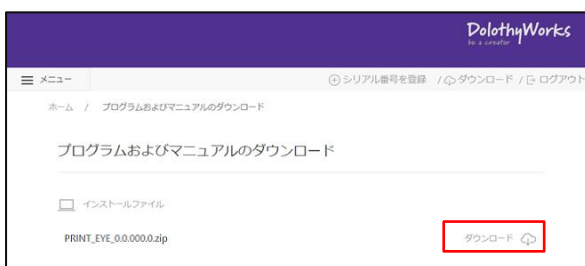 DolothyWorks
be a creator
メニュー
シリアル番号を登録 / ダウンロード / ログアウト
ホーム / プログラムおよびマニュアルのダウンロード
プログラムおよびマニュアルのダウンロード
インストールファイル
PRINT_EYE_0.0.000.0.zip ダウンロード